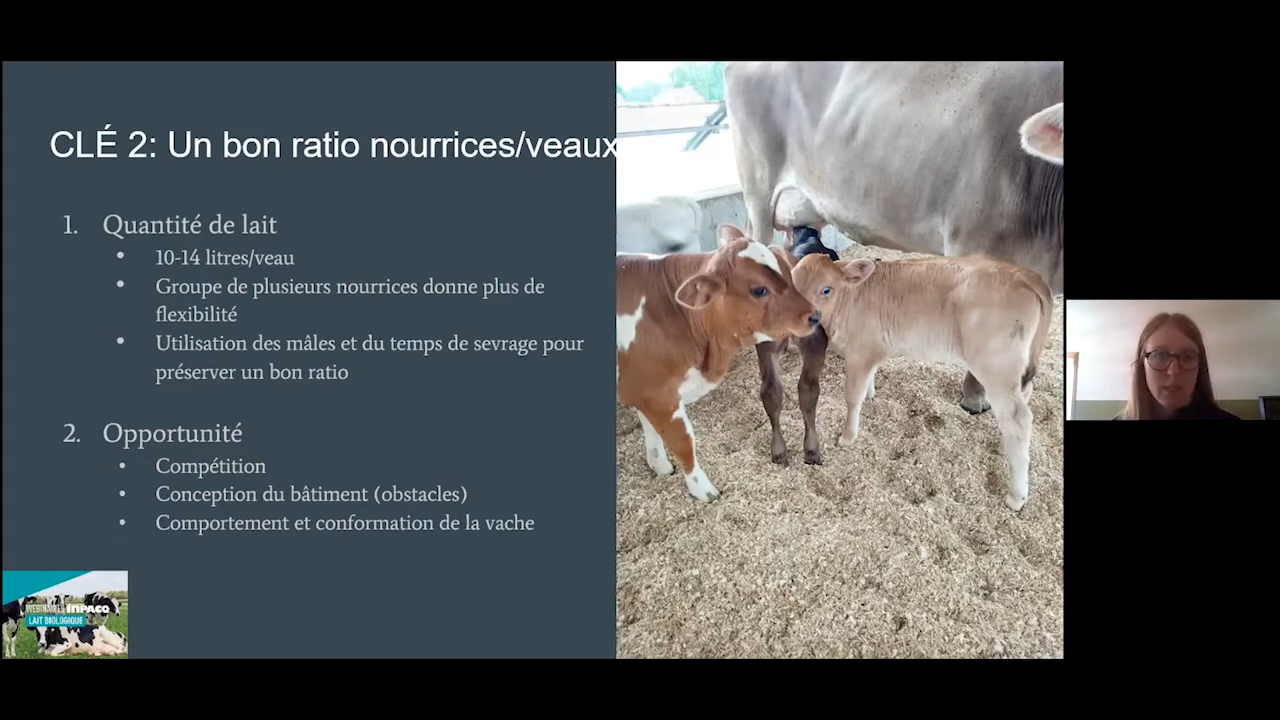 CLÉ 2: Un bon ratio nourrices/veaux
1. Quantité de lait
• 10-14 litres/veau
• Groupe de plusieurs nourrices donne plus de
flexibilité
• Utilisation des mâles et du temps de sevrage pour
préserver un bon ratio
2. Opportunité
• Compétition
• Conception du bâtiment (obstacles)
• Comportement et conformation de la vache
WEBINAIRES INPACQ
LAIT BIOLOGIQUE